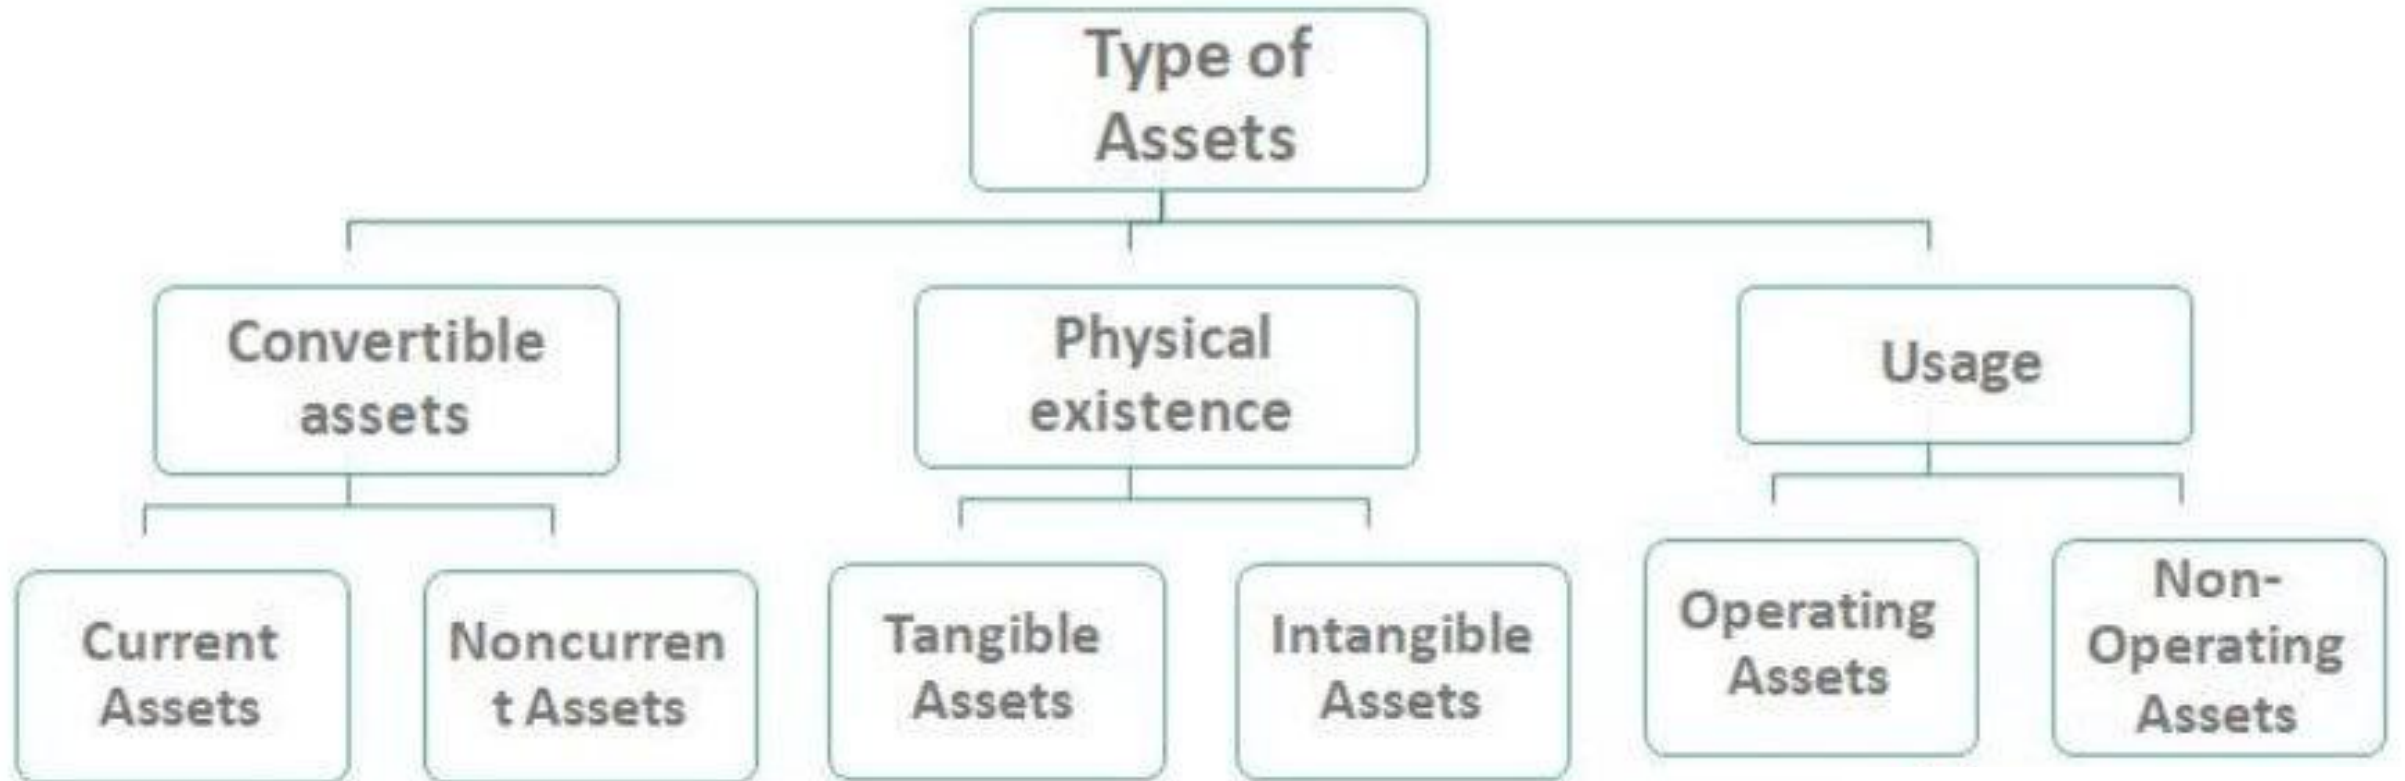 Type of
Assets
Convertible
assets
Physical
existence
Usage
Current
Assets
Noncurren
t Assets
Tangible
Assets
Intangible
Assets
Operating
Assets
Non-
Operating
Assets